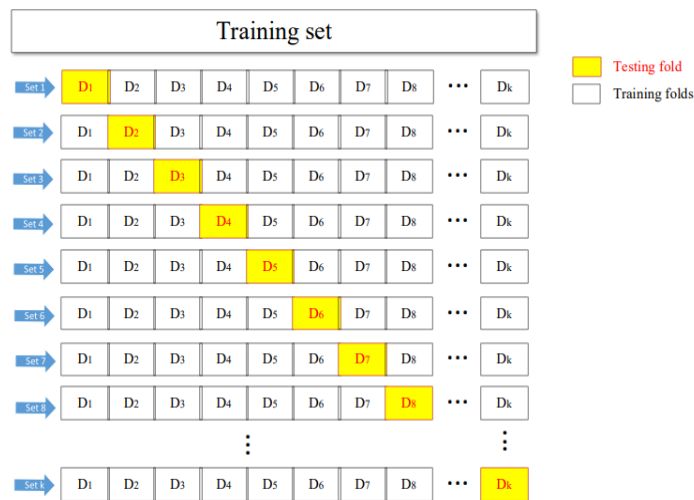 Training set
Testing fold
Training folds
Set 1 D1 D2 D3 D4 D5 D6 D7 D8 ••• Dk
Set 2 D1 D2 D3 D4 D5 D6 D7 D8 ••• Dk
Set 3 D1 D2 D3 D4 D5 D6 D7 D8 ••• Dk
Set 4 D1 D2 D3 D4 D5 D6 D7 D8 ••• Dk
Set 5 D1 D2 D3 D4 D5 D6 D7 D8 ••• Dk
Set 6 D1 D2 D3 D4 D5 D6 D7 D8 ••• Dk
Set 7 D1 D2 D3 D4 D5 D6 D7 D8 ••• Dk
Set 8 D1 D2 D3 D4 D5 D6 D7 D8 ••• Dk
⋮ ⋮
Set k D1 D2 D3 D4 D5 D6 D7 D8 ••• Dk